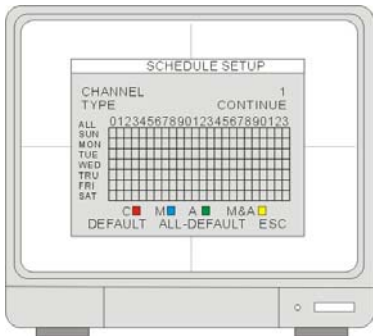 SCHEDULE SETUP
CHANNEL 1
TYPE CONTINUE
ALL 012345678901234567890123
SUN
MON
TUE
WED
TRU
FRI
SAT
C M A M&A
DEFAULT ALL-DEFAULT ESC